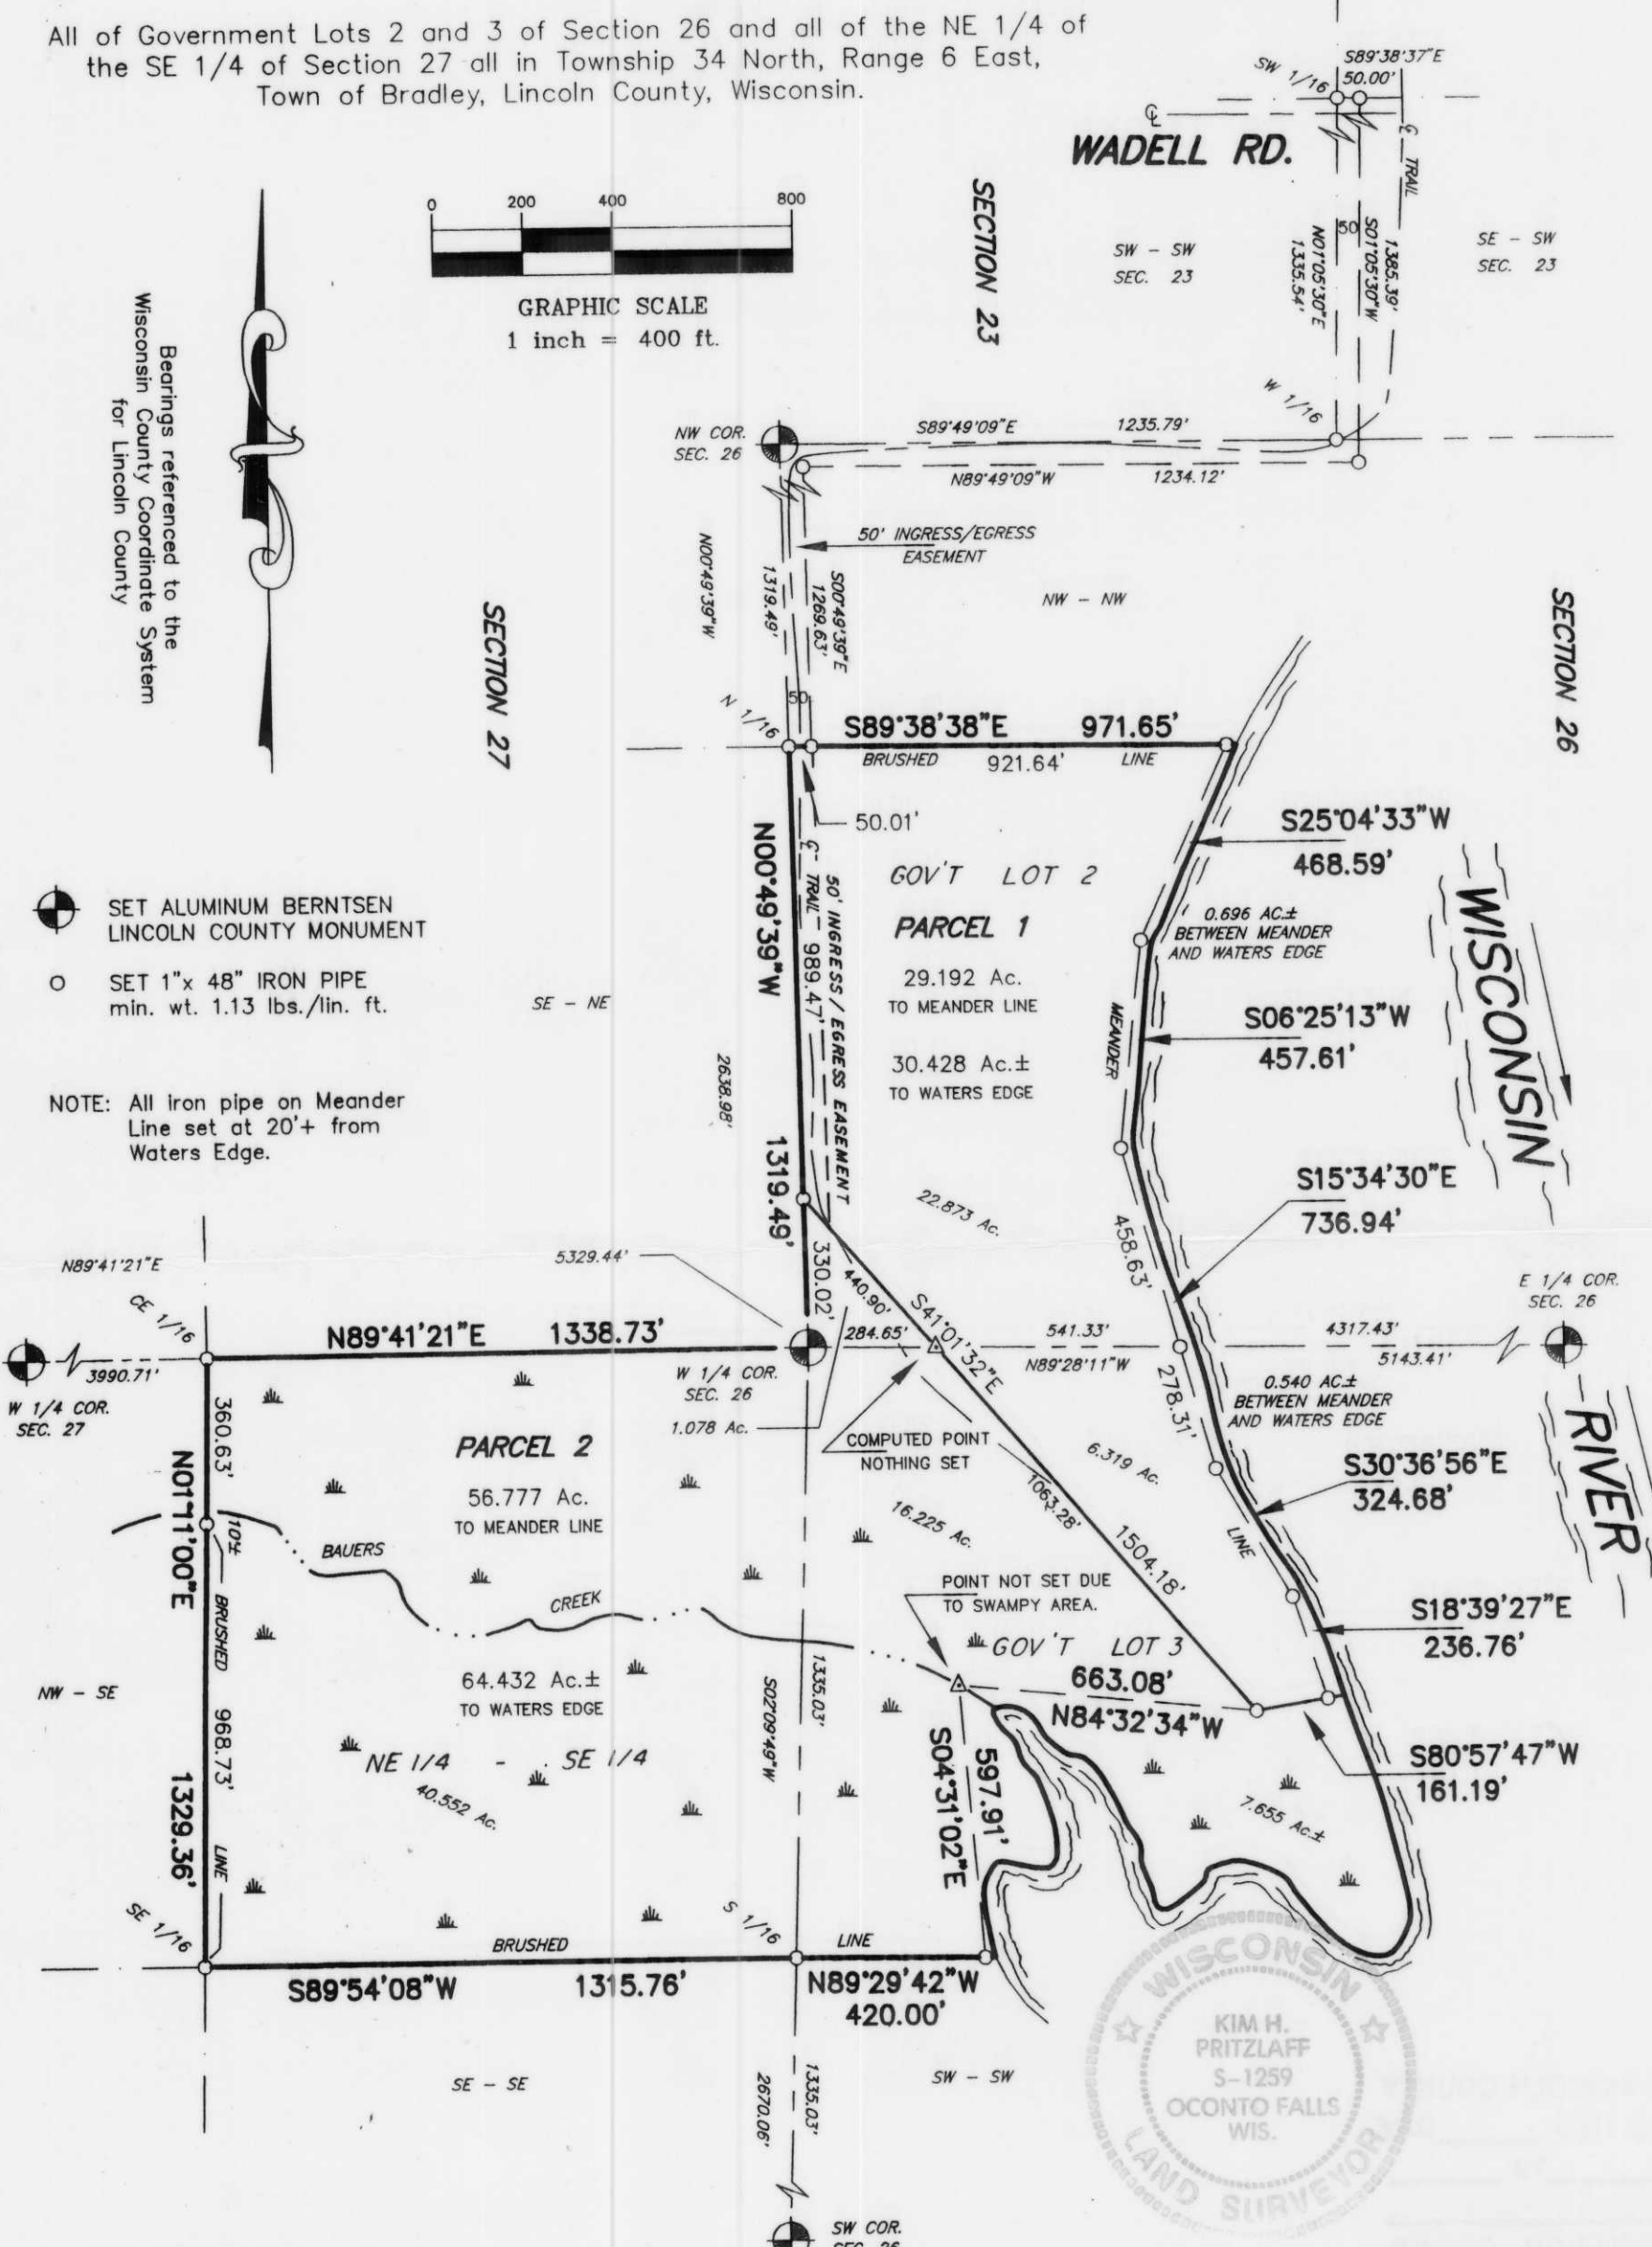 All of Government Lots 2 and 3 of Section 26 and all of the NE 1/4 of
the SE 1/4 of Section 27 all in Township 34 North, Range 6 East,
Town of Bradley, Lincoln County, Wisconsin.
S89°38'37"E
50.00'
SW 1/16
℄
WADELL RD.
℄ TRAIL
SECTION 23
SW - SW
SEC. 23
N01°05'30"E
1335.54'
50
S01°05'30"W
1385.39'
SE - SW
SEC. 23
0 200 400 800
GRAPHIC SCALE
1 inch = 400 ft.
Bearings referenced to the
Wisconsin County Coordinate System
for Lincoln County
W 1/16
NW COR.
SEC. 26
S89°49'09"E 1235.79'
N89°49'09"W 1234.12'
50' INGRESS/EGRESS
EASEMENT
N00°49'39"W
1319.49'
S00°49'39"E
1269.63'
NW - NW
SECTION 26
SECTION 27
N 1/16
50
S89°38'38"E 971.65'
BRUSHED 921.64' LINE
50.01'
S25°04'33"W
468.59'
GOV'T LOT 2
PARCEL 1
29.192 Ac.
TO MEANDER LINE
30.428 Ac.±
TO WATERS EDGE
N00°49'39"W
1319.49'
℄ TRAIL
989.47'
50' INGRESS/EGRESS EASEMENT
0.696 AC.±
BETWEEN MEANDER
AND WATERS EDGE
WISCONSIN
SET ALUMINUM BERNTSEN
LINCOLN COUNTY MONUMENT
SET 1"x 48" IRON PIPE
min. wt. 1.13 lbs./lin. ft.
SE - NE
MEANDER
S06°25'13"W
457.61'
2638.98'
NOTE: All iron pipe on Meander
Line set at 20'+ from
Waters Edge.
S15°34'30"E
736.94'
22.873 Ac.
458.63'
N89°41'21"E
5329.44'
CE 1/16
330.02'
440.90'
S41°01'32"E
E 1/4 COR.
SEC. 26
N89°41'21"E 1338.73'
284.65'
541.33'
4317.43'
3990.71'
N89°28'11"W
5143.41'
W 1/4 COR.
SEC. 27
W 1/4 COR.
SEC. 26
1.078 Ac.
278.31'
0.540 AC.±
BETWEEN MEANDER
AND WATERS EDGE
360.63'
PARCEL 2
56.777 Ac.
TO MEANDER LINE
COMPUTED POINT
NOTHING SET
6.319 Ac.
S30°36'56"E
324.68'
RIVER
N01°11'00"E
1063.28'
16.225 Ac.
1504.18'
LINE
10'±
BAUERS
CREEK
BRUSHED
POINT NOT SET DUE
TO SWAMPY AREA.
S18°39'27"E
236.76'
GOV'T LOT 3
663.08'
N84°32'34"W
NW - SE
64.432 Ac.±
TO WATERS EDGE
1335.03'
S02°09'49"W
968.73'
NE 1/4 - SE 1/4
40.552 Ac.
597.91'
S04°31'02"E
S80°57'47"W
161.19'
1329.36'
7.655 Ac.±
LINE
SE 1/16
S 1/16
BRUSHED
LINE
S89°54'08"W 1315.76'
N89°29'42"W
420.00'
WISCONSIN
KIM H.
PRITZLAFF
S-1259
OCONTO FALLS
WIS.
LAND SURVEYOR
SE - SE
SW - SW
1335.03'
2670.06'
SW COR.
SEC. 26